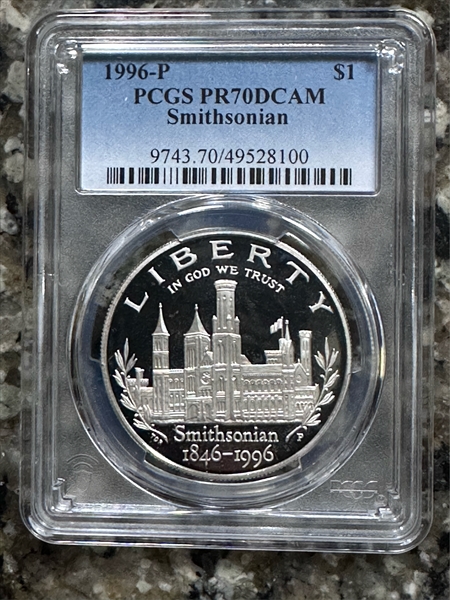 1996-P $1
PCGS PR70DCAM
Smithsonian
9743.70/49528100
LIBERTY
IN GOD WE TRUST
P
Smithsonian
1846-1996
PCGS